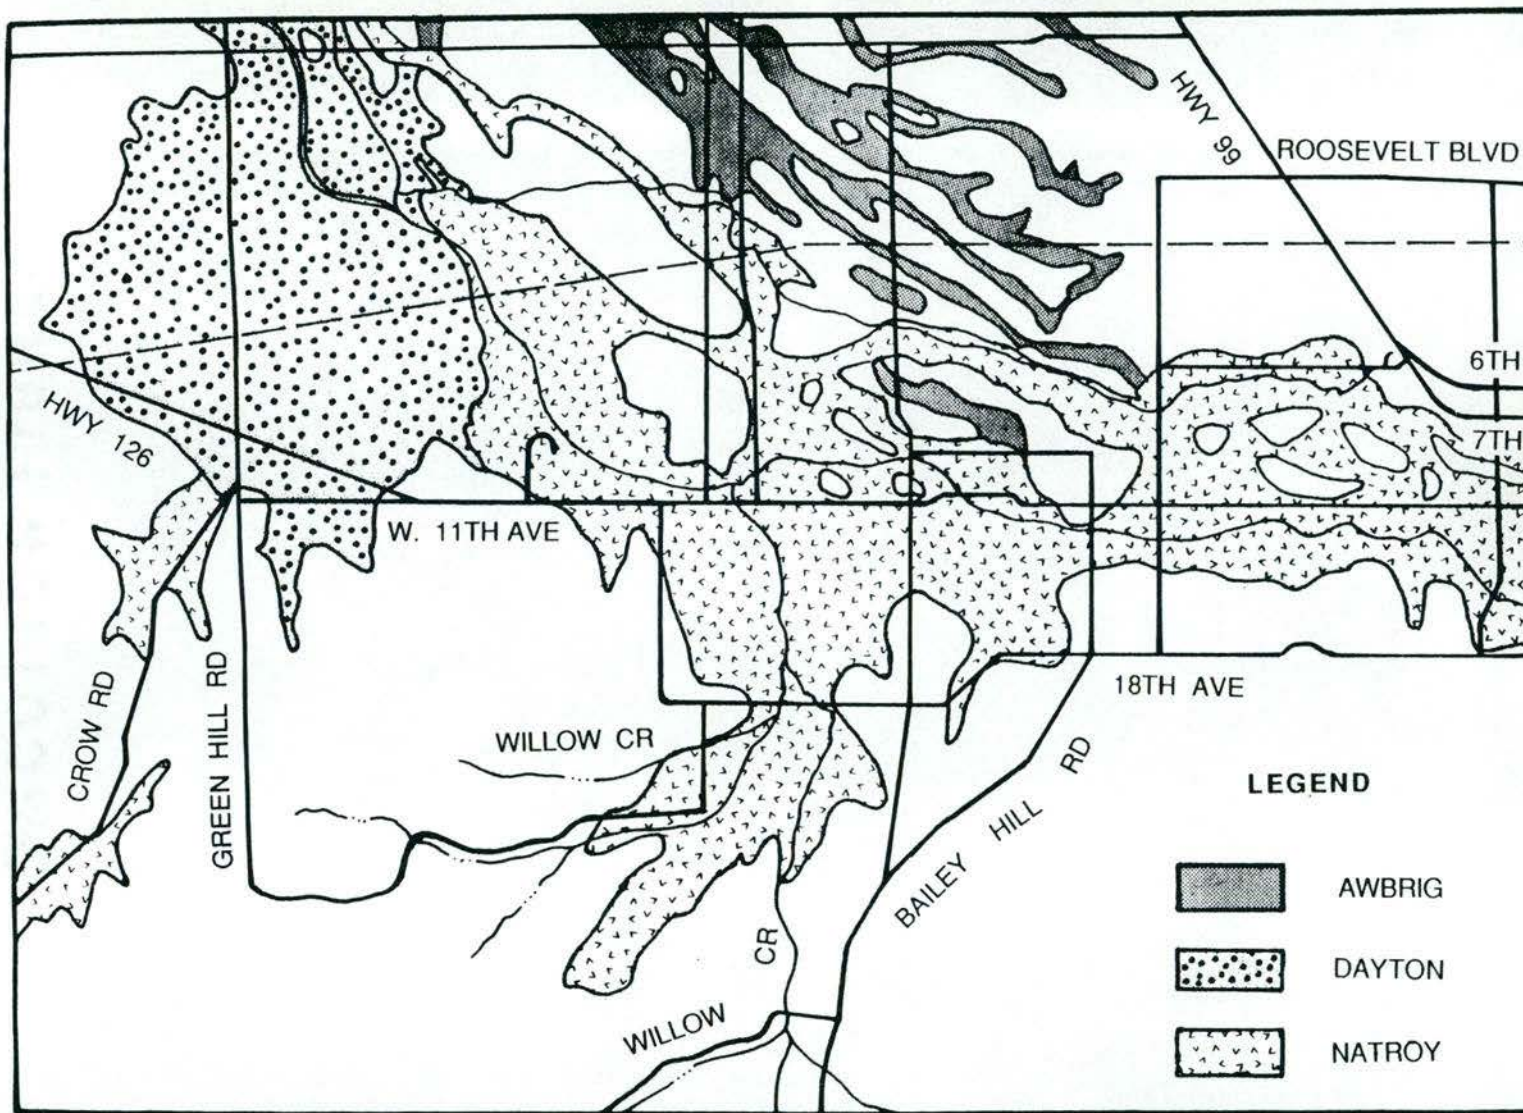 HWY 99
ROOSEVELT BLVD
6TH
7TH
HWY 126
W. 11TH AVE
18TH AVE
CROW RD
GREEN HILL RD
WILLOW CR
BAILEY HILL RD
WILLOW CR
LEGEND
AWBRIG
DAYTON
NATROY